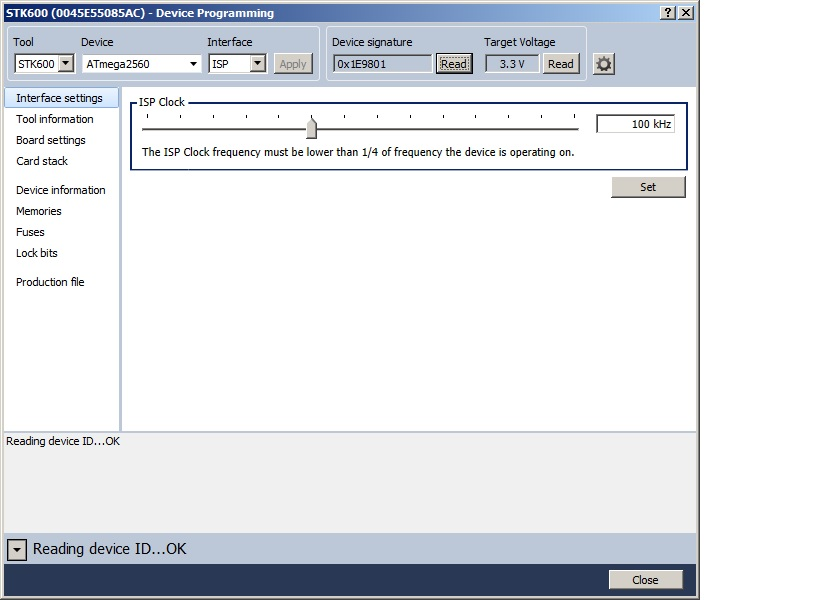 STK600 (0045E55085AC) - Device Programming
Tool Device Interface Device signature Target Voltage
STK600 ATmega2560 ISP Apply 0x1E9801 Read 3.3 V Read
Interface settings
Tool information
Board settings
Card stack
Device information
Memories
Fuses
Lock bits
Production file
ISP Clock
100 kHz
The ISP Clock frequency must be lower than 1/4 of frequency the device is operating on.
Set
Reading device ID...OK
Reading device ID...OK
Close